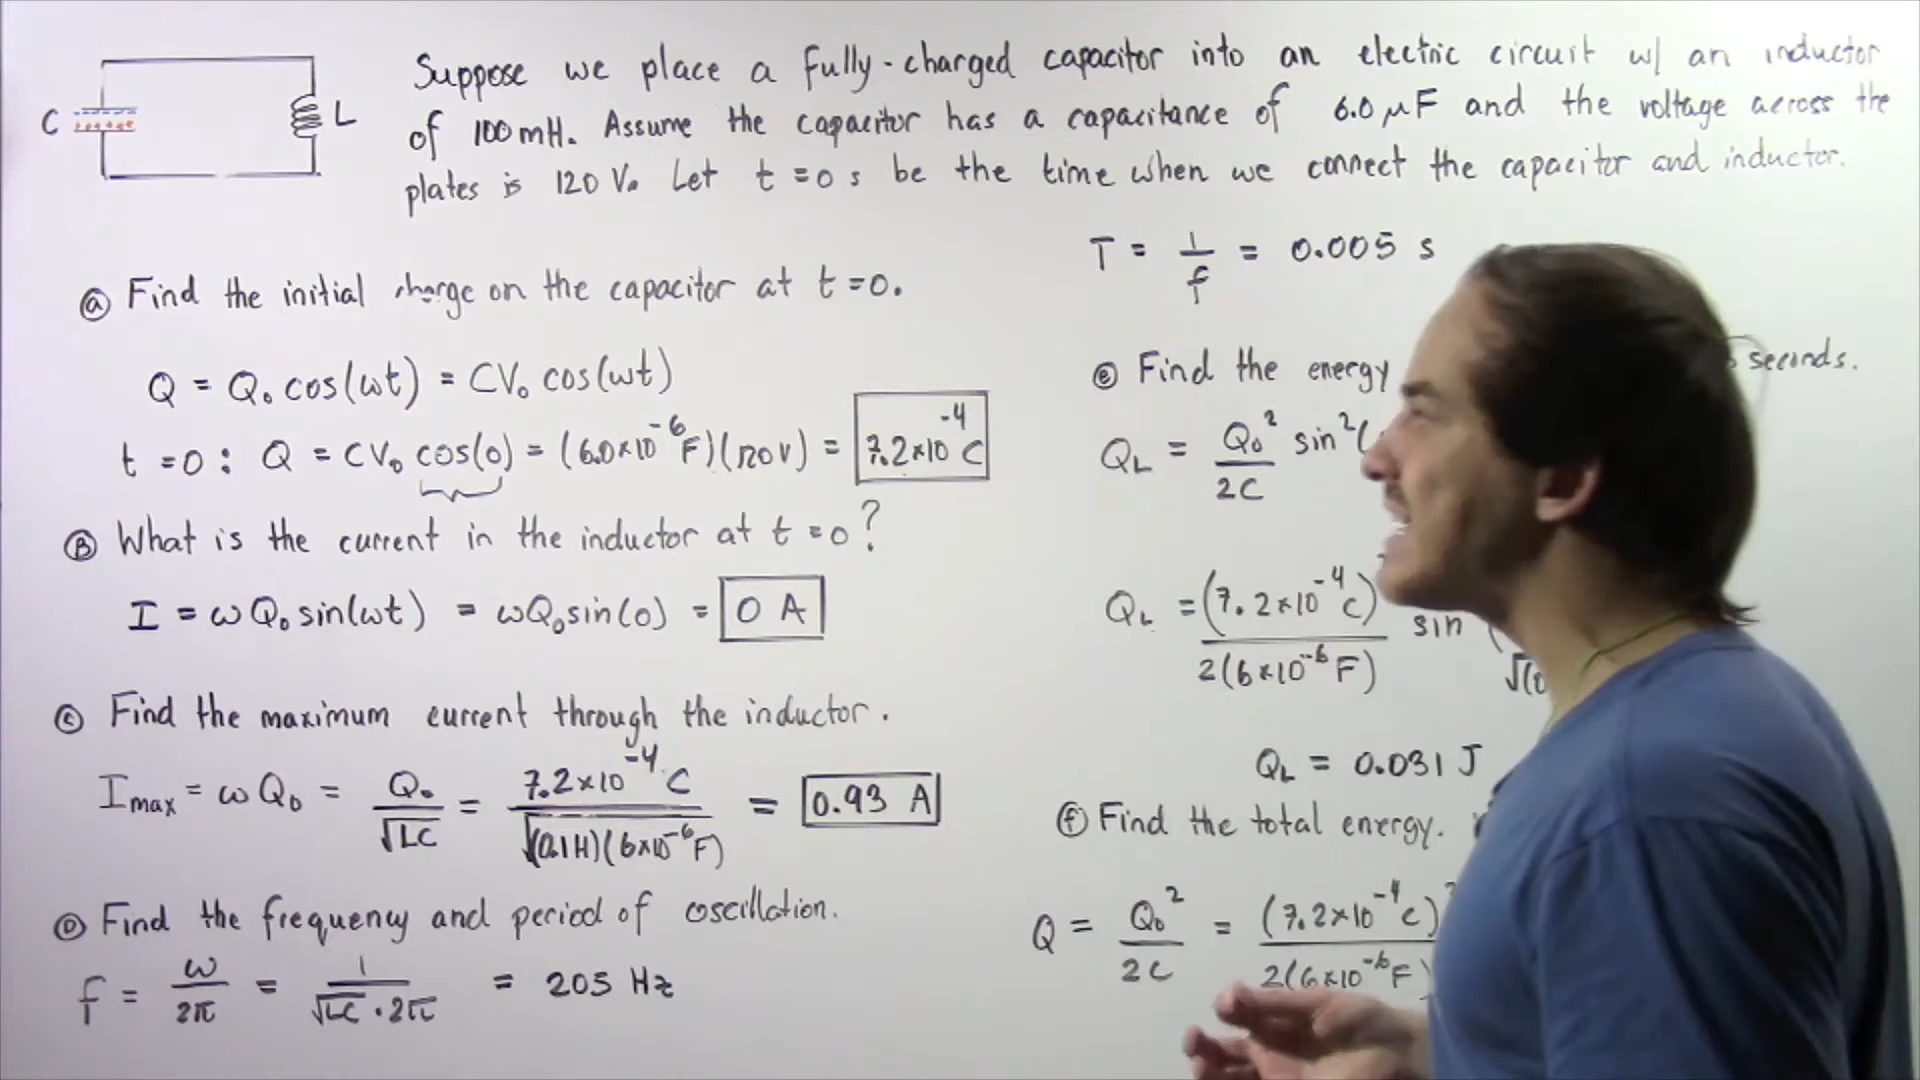 C
L
Suppose we place a fully-charged capacitor into an electric circuit w/ an inductor
of 100 mH. Assume the capacitor has a capacitance of 6.0 μF and the voltage across the
plates is 120 V. Let t = 0 s be the time when we connect the capacitor and inductor.
Ⓐ Find the initial charge on the capacitor at t = 0.
Q = Q₀ cos(ωt) = CV₀ cos(ωt)
t = 0 : Q = CV₀ cos(0) = (6.0×10⁻⁶ F)(120 V) = 7.2×10⁻⁴ C
Ⓑ What is the current in the inductor at t = 0?
I = ωQ₀ sin(ωt) = ωQ₀ sin(0) = 0 A
Ⓒ Find the maximum current through the inductor.
Imax = ωQ₀ = Q₀/√LC = 7.2×10⁻⁴ C/√(0.1H)(6×10⁻⁶ F) = 0.93 A
Ⓓ Find the frequency and period of oscillation.
f = ω/2π = 1/√LC · 2π = 205 Hz
T = 1/f = 0.005 s
ⓔ Find the energy seconds.
Q_L = Q₀²/2C sin²(
Q_L = (7.2×10⁻⁴ C)/2(6×10⁻⁶ F) sin (
Q_L = 0.031 J
ⓕ Find the total energy.
Q = Q₀²/2C = (7.2×10⁻⁴ C)²/2(6×10⁻⁶ F)